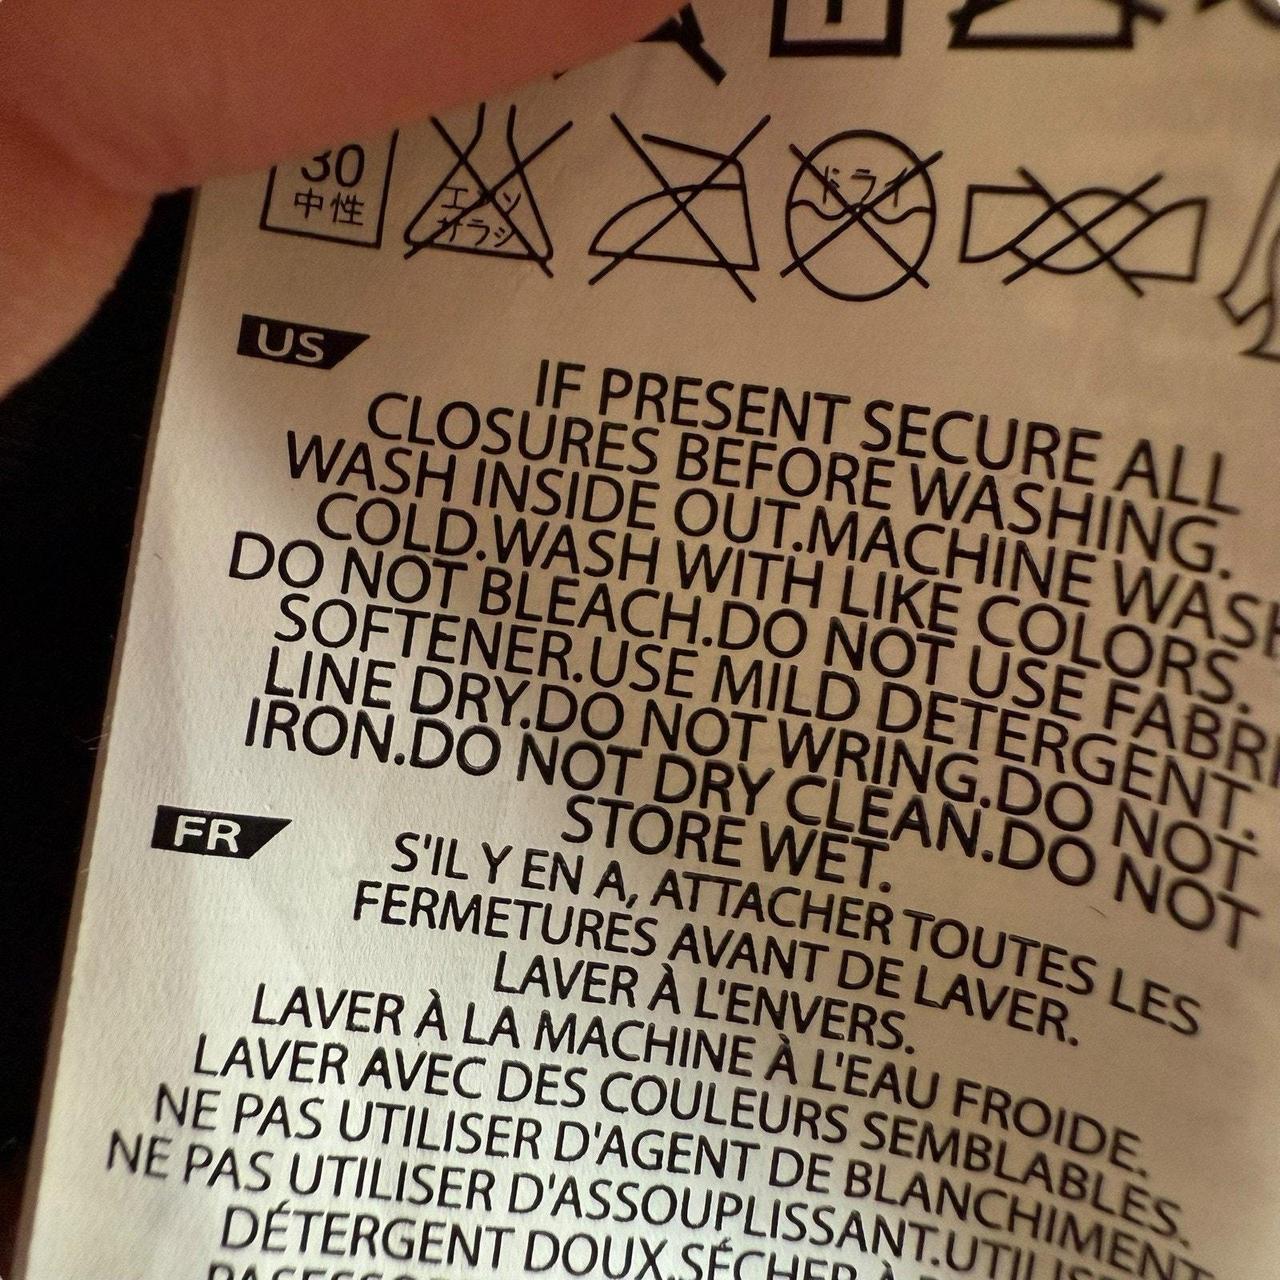 30
中性
エンソ
サラシ
ドライ
US
IF PRESENT SECURE ALL
CLOSURES BEFORE WASHING.
WASH INSIDE OUT.MACHINE WASH
COLD.WASH WITH LIKE COLORS.
DO NOT BLEACH.DO NOT USE FABRI
SOFTENER.USE MILD DETERGENT.
LINE DRY.DO NOT WRING.DO NOT
IRON.DO NOT DRY CLEAN.DO NOT
STORE WET.
FR
S'IL Y EN A, ATTACHER TOUTES LES
FERMETURES AVANT DE LAVER.
LAVER À L'ENVERS.
LAVER À LA MACHINE À L'EAU FROIDE.
LAVER AVEC DES COULEURS SEMBLABLES.
NE PAS UTILISER D'AGENT DE BLANCHIMENT
NE PAS UTILISER D'ASSOUPLISSANT.UTILIS
DÉTERGENT DOUX.SÉCHER À